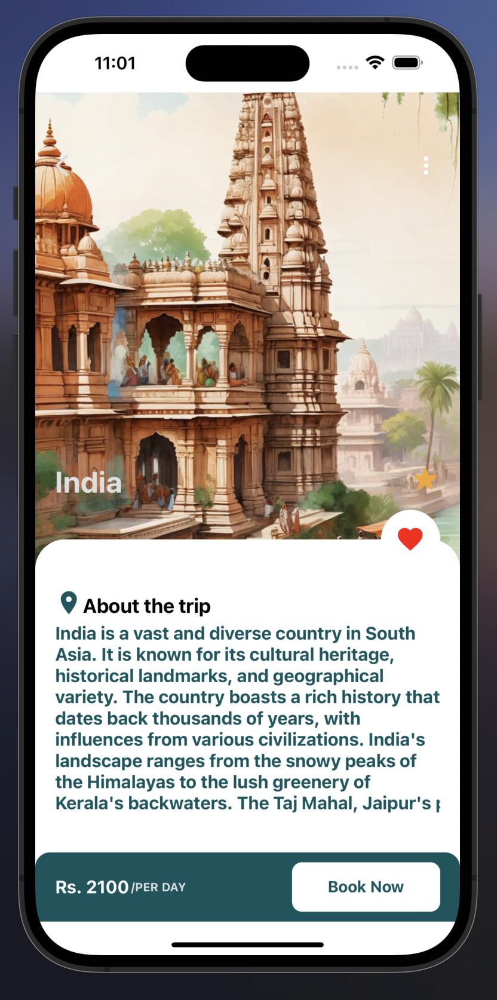 11:01
India
About the trip
India is a vast and diverse country in South
Asia. It is known for its cultural heritage,
historical landmarks, and geographical
variety. The country boasts a rich history that
dates back thousands of years, with
influences from various civilizations. India's
landscape ranges from the snowy peaks of
the Himalayas to the lush greenery of
Kerala's backwaters. The Taj Mahal, Jaipur's
Rs. 2100 /PER DAY
Book Now